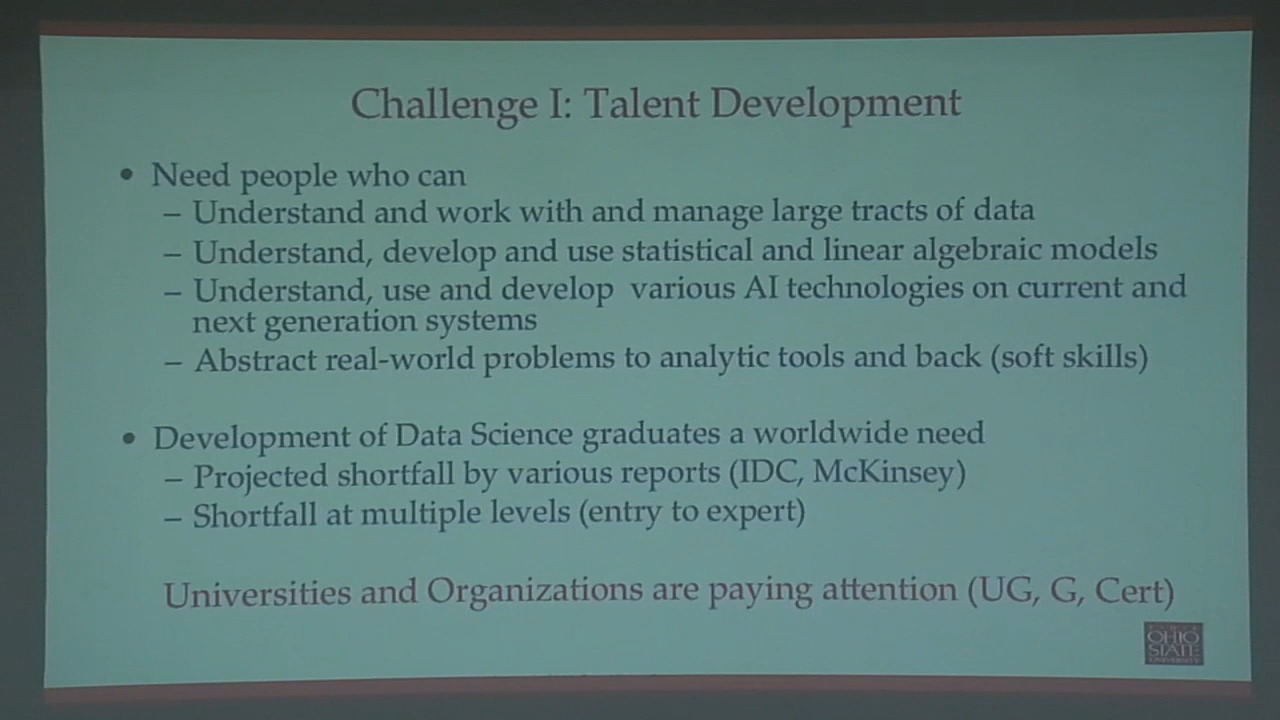 Challenge I: Talent Development
• Need people who can
– Understand and work with and manage large tracts of data
– Understand, develop and use statistical and linear algebraic models
– Understand, use and develop various AI technologies on current and
next generation systems
– Abstract real-world problems to analytic tools and back (soft skills)
• Development of Data Science graduates a worldwide need
– Projected shortfall by various reports (IDC, McKinsey)
– Shortfall at multiple levels (entry to expert)
Universities and Organizations are paying attention (UG, G, Cert)
OHIO
STATE
UNIVERSITY